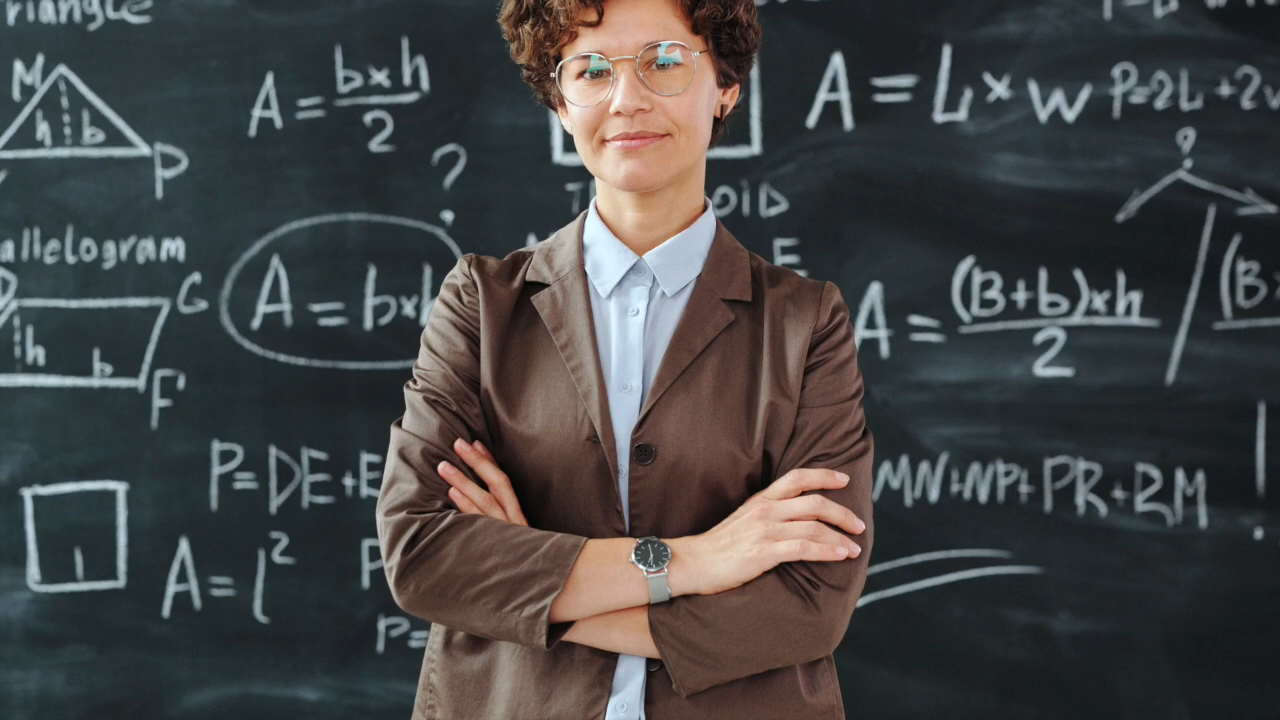 riangle
M
h b
P
A = b×h / 2
?
A = L × W
P=2L +2
?
allelogram
G
h
b
F
A = b×h
OID
E
A = (B+b)×h / 2
(B
P=DE+E
MN+NP+PR+RM
!
l
A = l²
P
P=